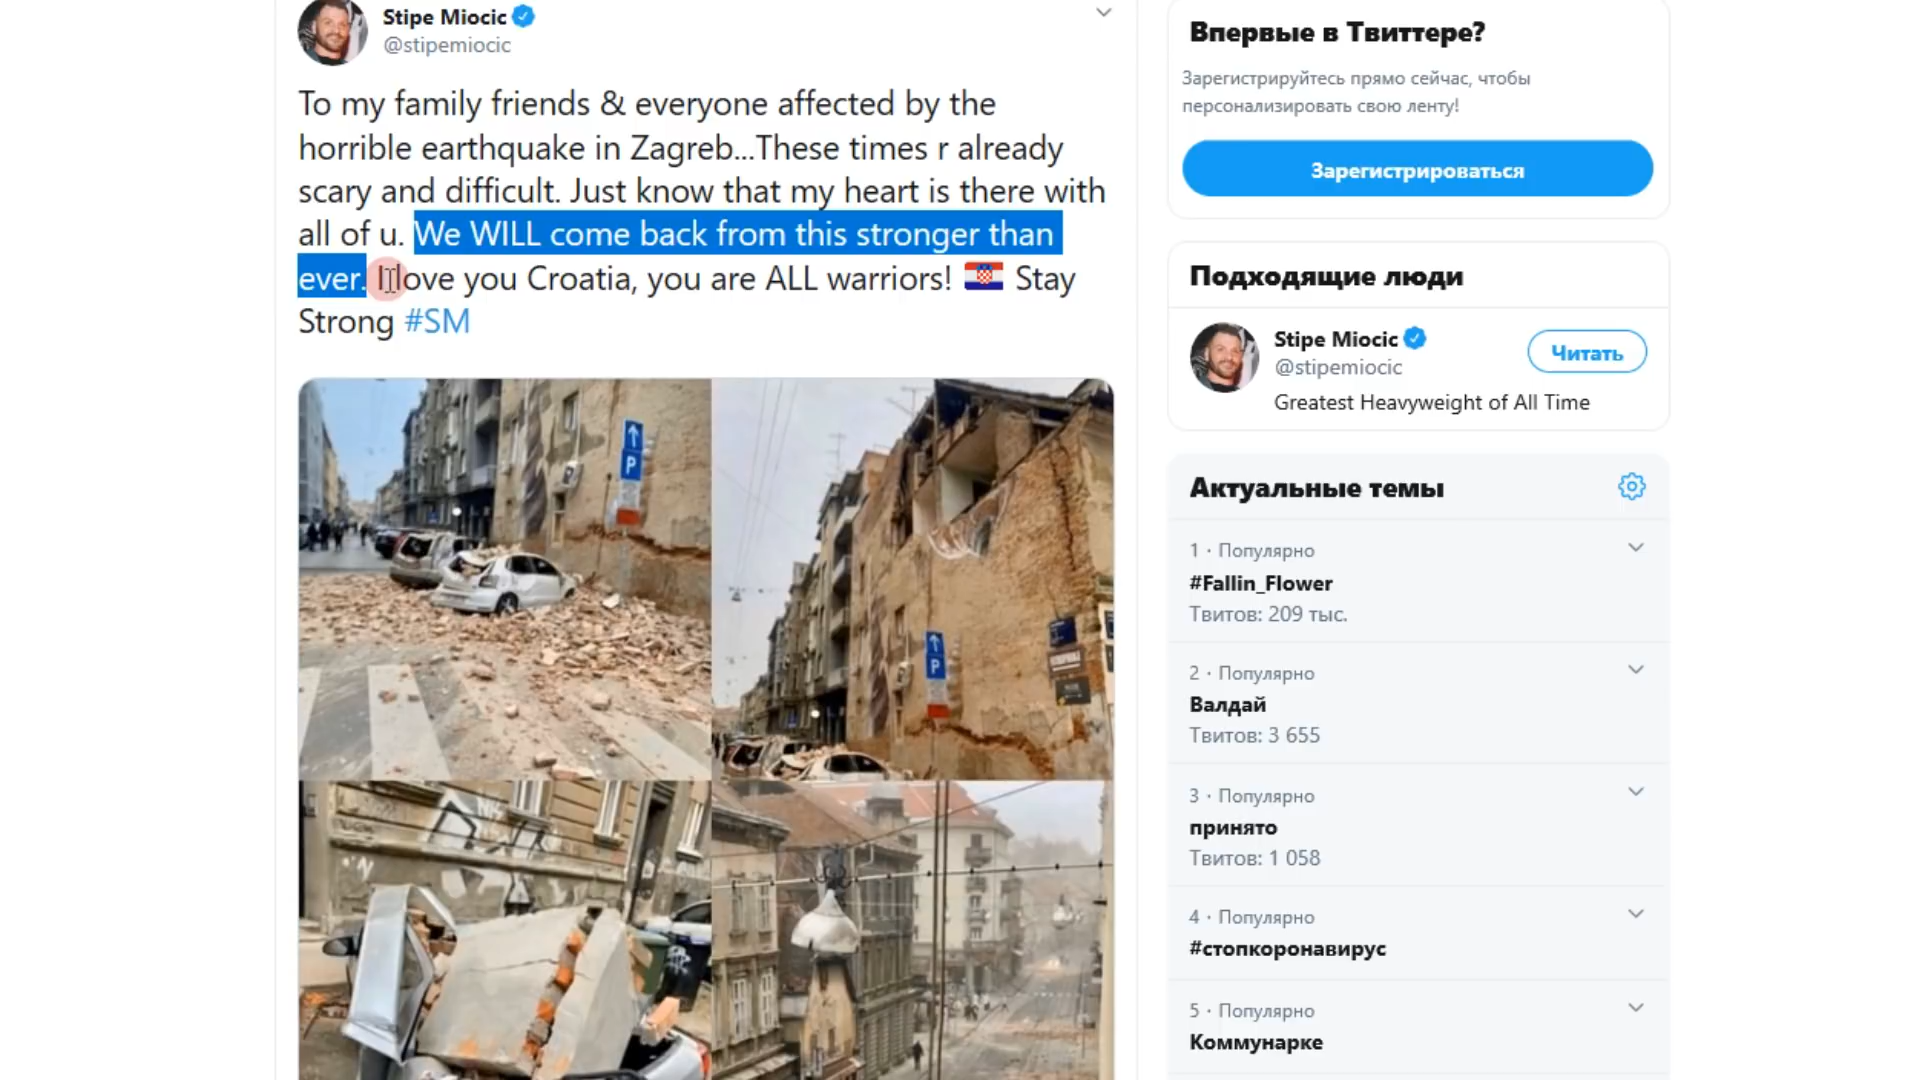 Stipe Miocic
@stipemiocic
To my family friends & everyone affected by the
horrible earthquake in Zagreb...These times r already
scary and difficult. Just know that my heart is there with
all of u. We WILL come back from this stronger than
ever. I love you Croatia, you are ALL warriors! 🇭🇷 Stay
Strong #SM
P
P
Впервые в Твиттере?
Зарегистрируйтесь прямо сейчас, чтобы
персонализировать свою ленту!
Зарегистрироваться
Подходящие люди
Stipe Miocic
@stipemiocic
Читать
Greatest Heavyweight of All Time
Актуальные темы
1 · Популярно
#Fallin_Flower
Твитов: 209 тыс.
2 · Популярно
Валдай
Твитов: 3 655
3 · Популярно
принято
Твитов: 1 058
4 · Популярно
#стопкоронавирус
5 · Популярно
Коммунарке